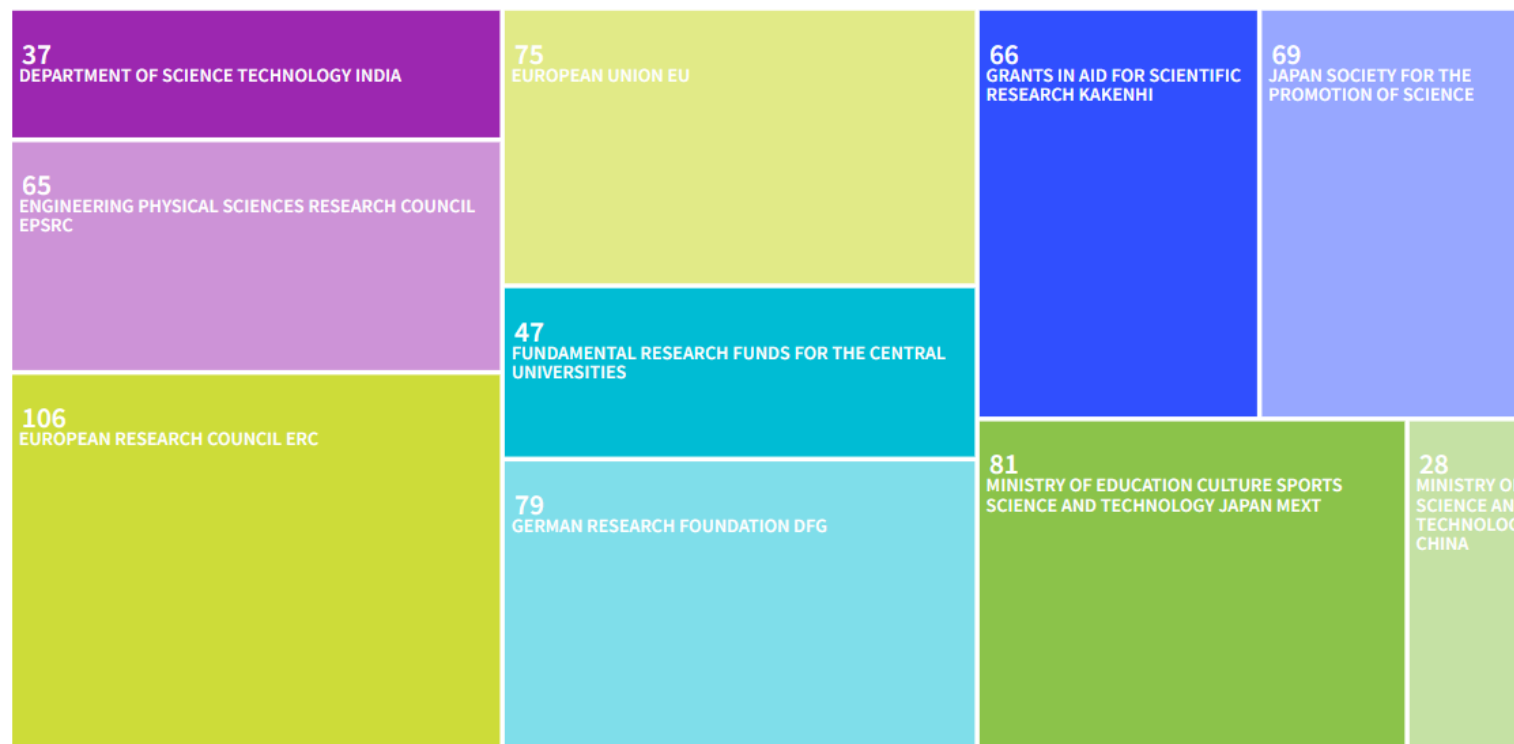 37
DEPARTMENT OF SCIENCE TECHNOLOGY INDIA
65
ENGINEERING PHYSICAL SCIENCES RESEARCH COUNCIL
EPSRC
106
EUROPEAN RESEARCH COUNCIL ERC
75
EUROPEAN UNION EU
47
FUNDAMENTAL RESEARCH FUNDS FOR THE CENTRAL
UNIVERSITIES
79
GERMAN RESEARCH FOUNDATION DFG
66
GRANTS IN AID FOR SCIENTIFIC
RESEARCH KAKENHI
69
JAPAN SOCIETY FOR THE
PROMOTION OF SCIENCE
81
MINISTRY OF EDUCATION CULTURE SPORTS
SCIENCE AND TECHNOLOGY JAPAN MEXT
28
MINISTRY
SCIENCE
CHINA